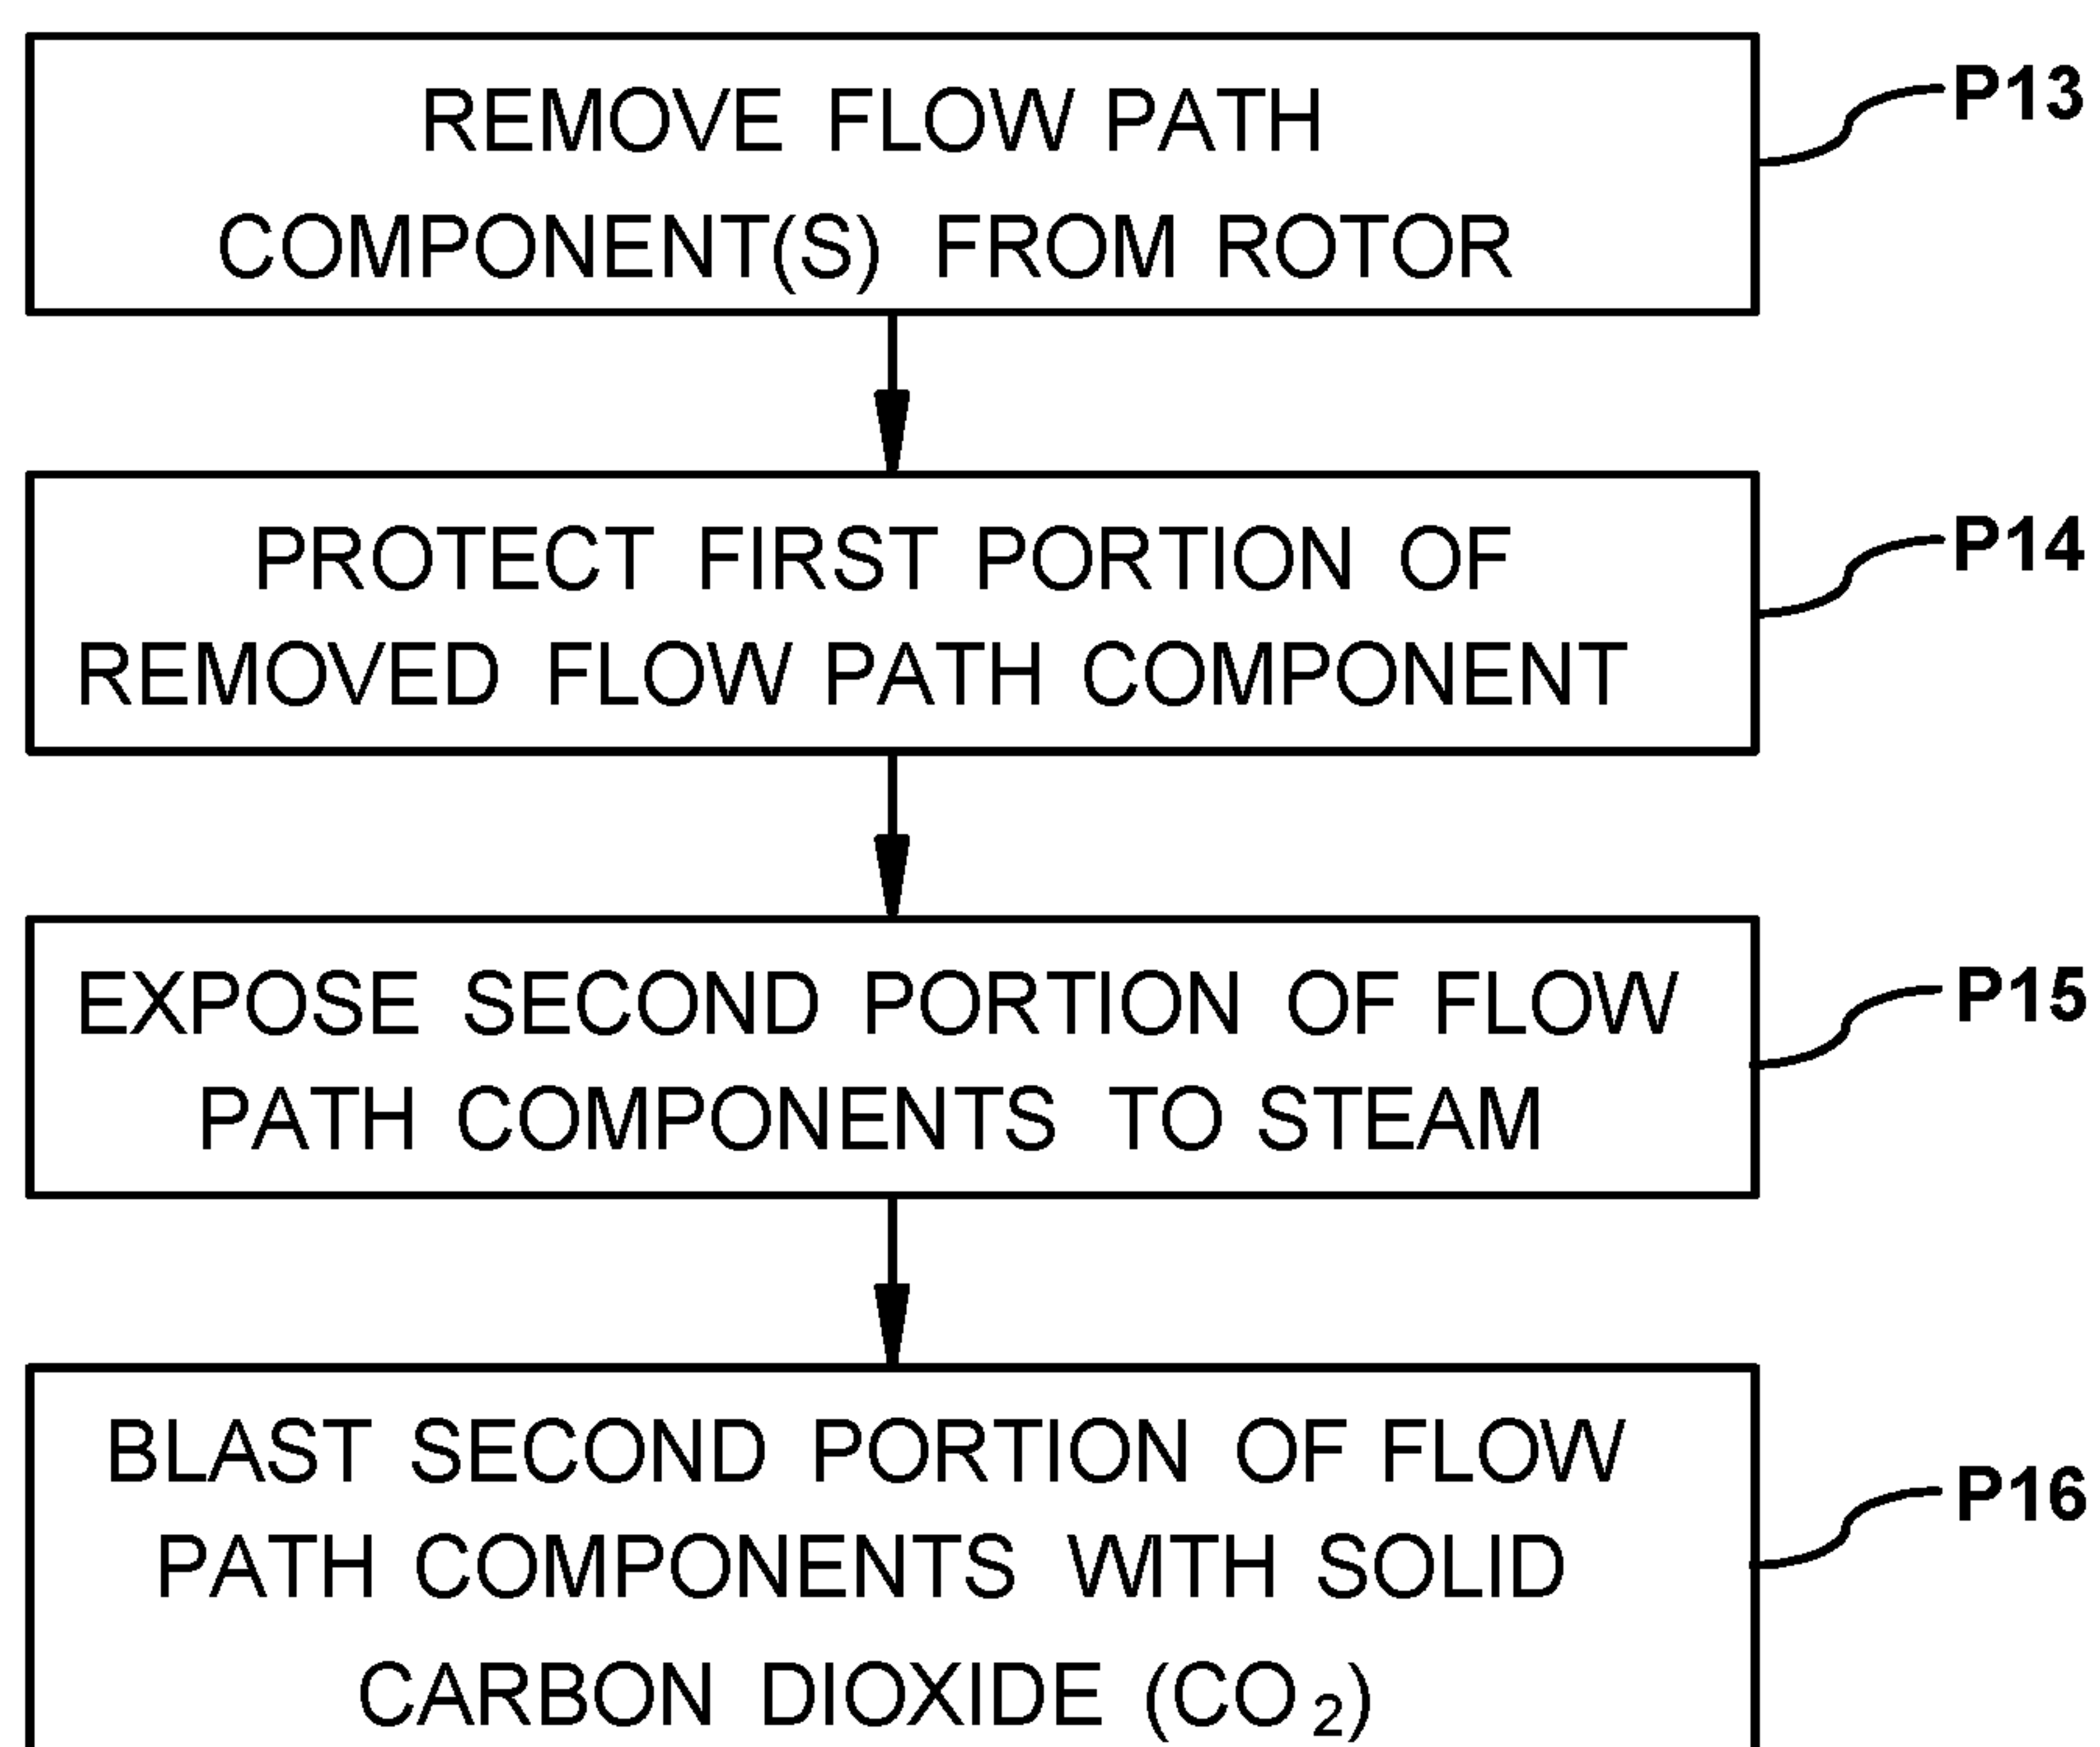 REMOVE FLOW PATH
COMPONENT(S) FROM ROTOR
P13
PROTECT FIRST PORTION OF
REMOVED FLOW PATH COMPONENT
P14
EXPOSE SECOND PORTION OF FLOW
PATH COMPONENTS TO STEAM
P15
BLAST SECOND PORTION OF FLOW
PATH COMPONENTS WITH SOLID
CARBON DIOXIDE (CO₂)
P16